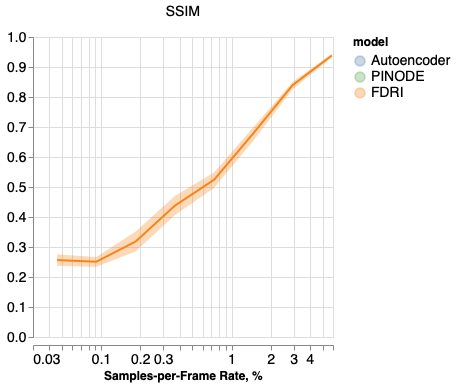 SSIM
model
Autoencoder
PINODE
FDRI
1.0
0.9
0.8
0.7
0.6
0.5
0.4
0.3
0.2
0.1
0.0
0.03 0.1 0.2 0.3 1 2 3 4
Samples-per-Frame Rate, %